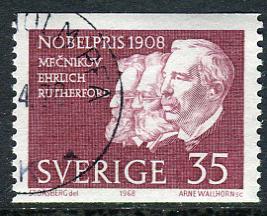 NOBELPRIS 1908
MEČNIKOV
EHRLICH
RUTHERFORD
SVERIGE 35
1968
ARNE WALLHORN sc